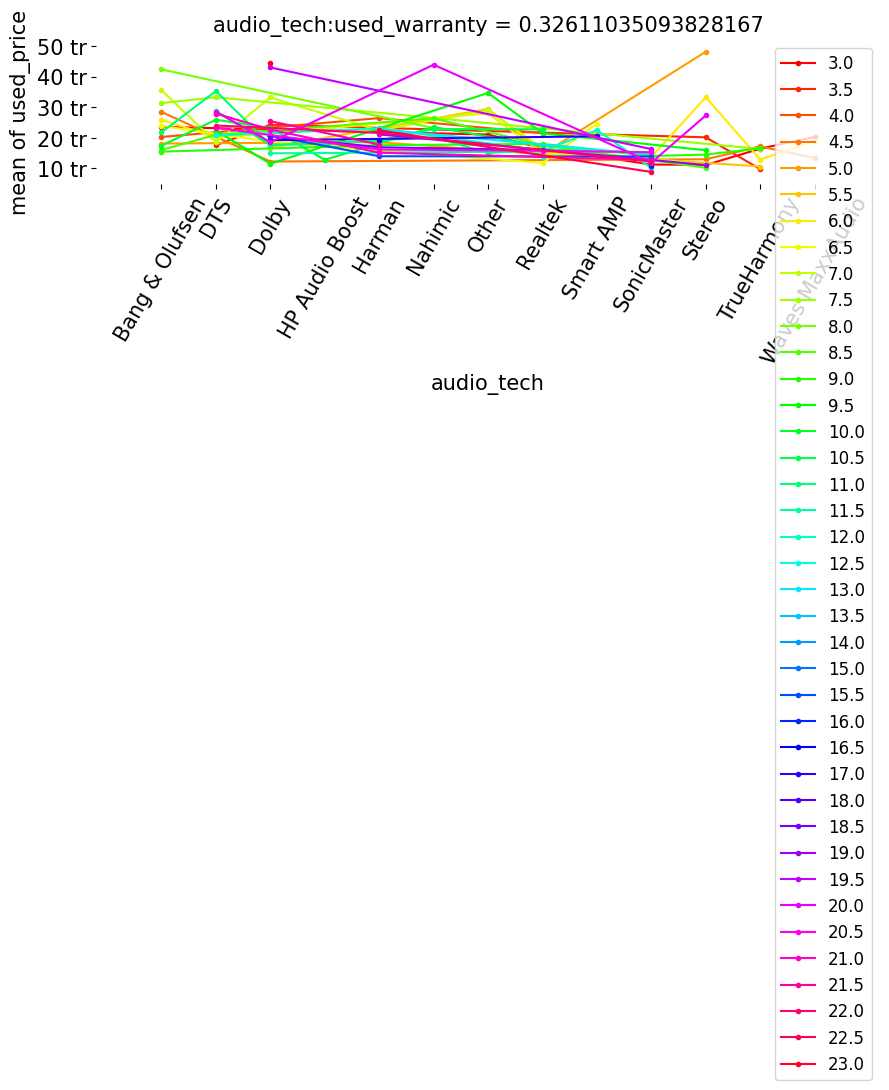 audio_tech:used_warranty = 0.32611035093828167
mean of used_price
50 tr
40 tr
30 tr
20 tr
10 tr
Bang & Olufsen
DTS
Dolby
HP Audio Boost
Harman
Nahimic
Other
Realtek
Smart AMP
SonicMaster
Stereo
TrueHarmony
Waves MaxxAudio
audio_tech
3.0
3.5
4.0
4.5
5.0
5.5
6.0
6.5
7.0
7.5
8.0
8.5
9.0
9.5
10.0
10.5
11.0
11.5
12.0
12.5
13.0
13.5
14.0
15.0
15.5
16.0
16.5
17.0
18.0
18.5
19.0
19.5
20.0
20.5
21.0
21.5
22.0
22.5
23.0